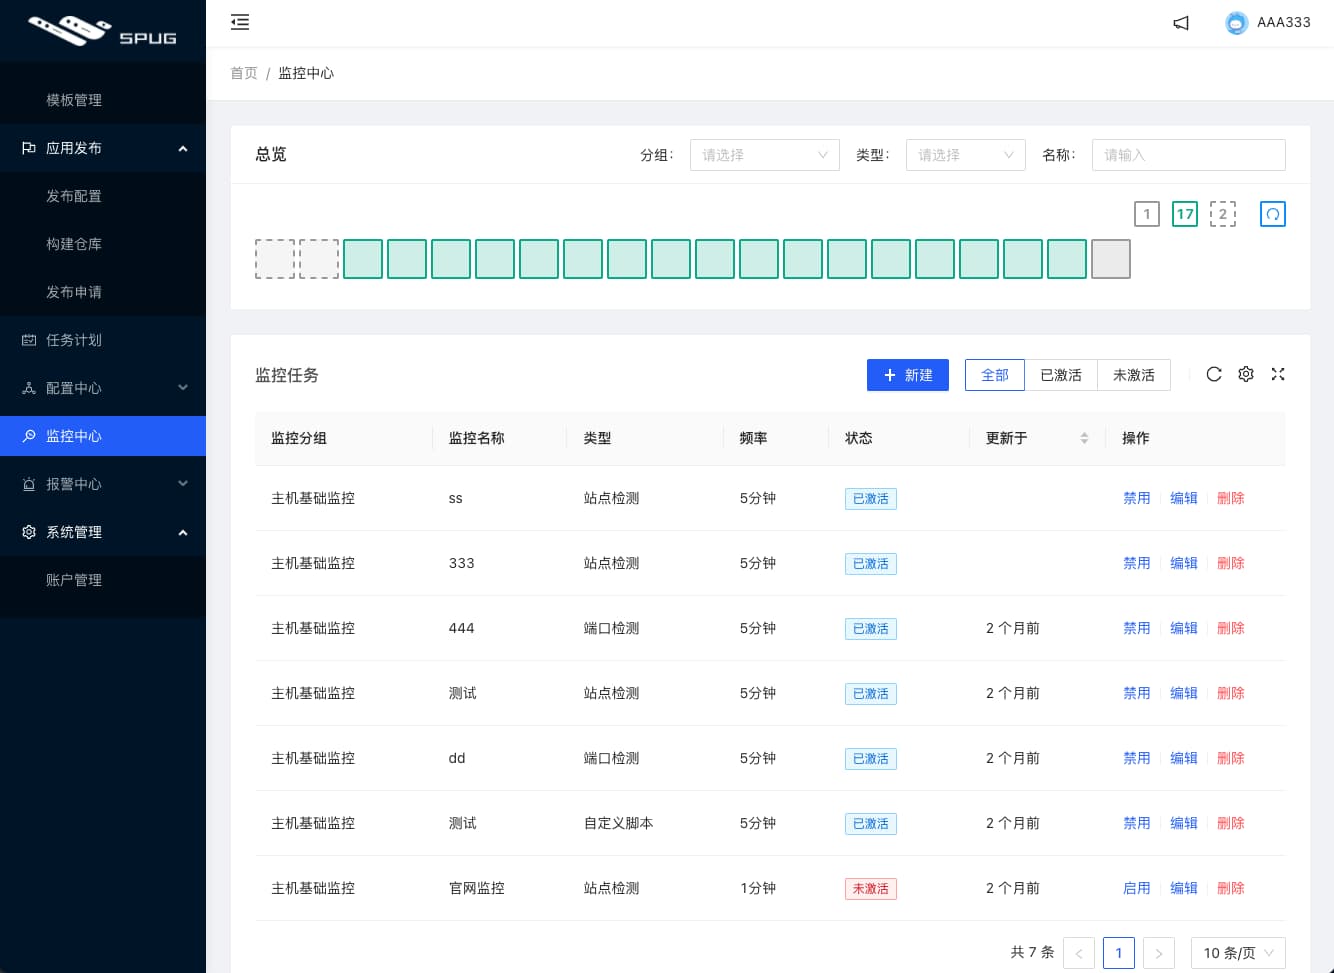 SPUG
AAA333
首页 / 监控中心
模板管理
应用发布
发布配置
构建仓库
发布申请
任务计划
配置中心
监控中心
报警中心
系统管理
账户管理
总览 分组: 请选择 类型: 请选择 名称: 请输入
1 17 2
监控任务 新建 全部 已激活 未激活
监控分组 监控名称 类型 频率 状态 更新于 操作
主机基础监控 ss 站点检测 5分钟 已激活 禁用 编辑 删除
主机基础监控 333 站点检测 5分钟 已激活 禁用 编辑 删除
主机基础监控 444 端口检测 5分钟 已激活 2 个月前 禁用 编辑 删除
主机基础监控 测试 站点检测 5分钟 已激活 2 个月前 禁用 编辑 删除
主机基础监控 dd 端口检测 5分钟 已激活 2 个月前 禁用 编辑 删除
主机基础监控 测试 自定义脚本 5分钟 已激活 2 个月前 禁用 编辑 删除
主机基础监控 官网监控 站点检测 1分钟 未激活 2 个月前 启用 编辑 删除
共 7 条 < 1 > 10 条/页